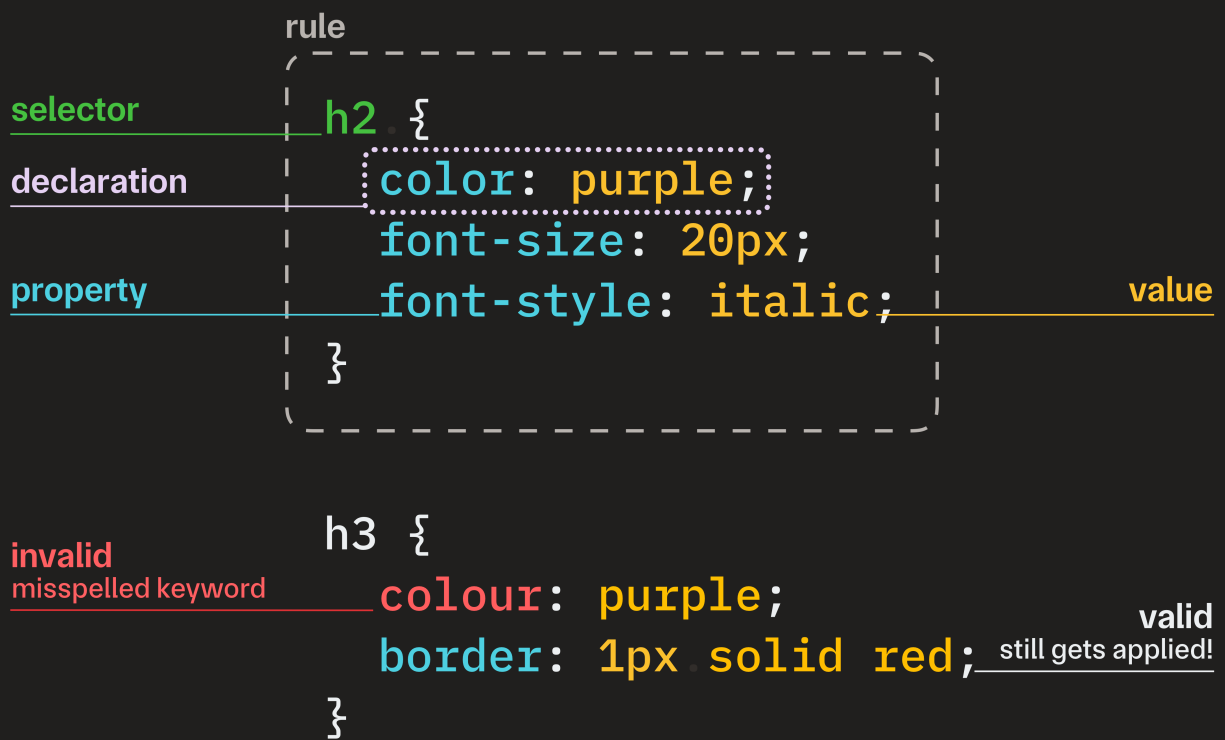 rule
selector
h2 {
declaration
color: purple;
font-size: 20px;
property
font-style: italic;
value
}
h3 {
invalid
misspelled keyword
colour: purple;
valid
still gets applied!
border: 1px solid red;
}